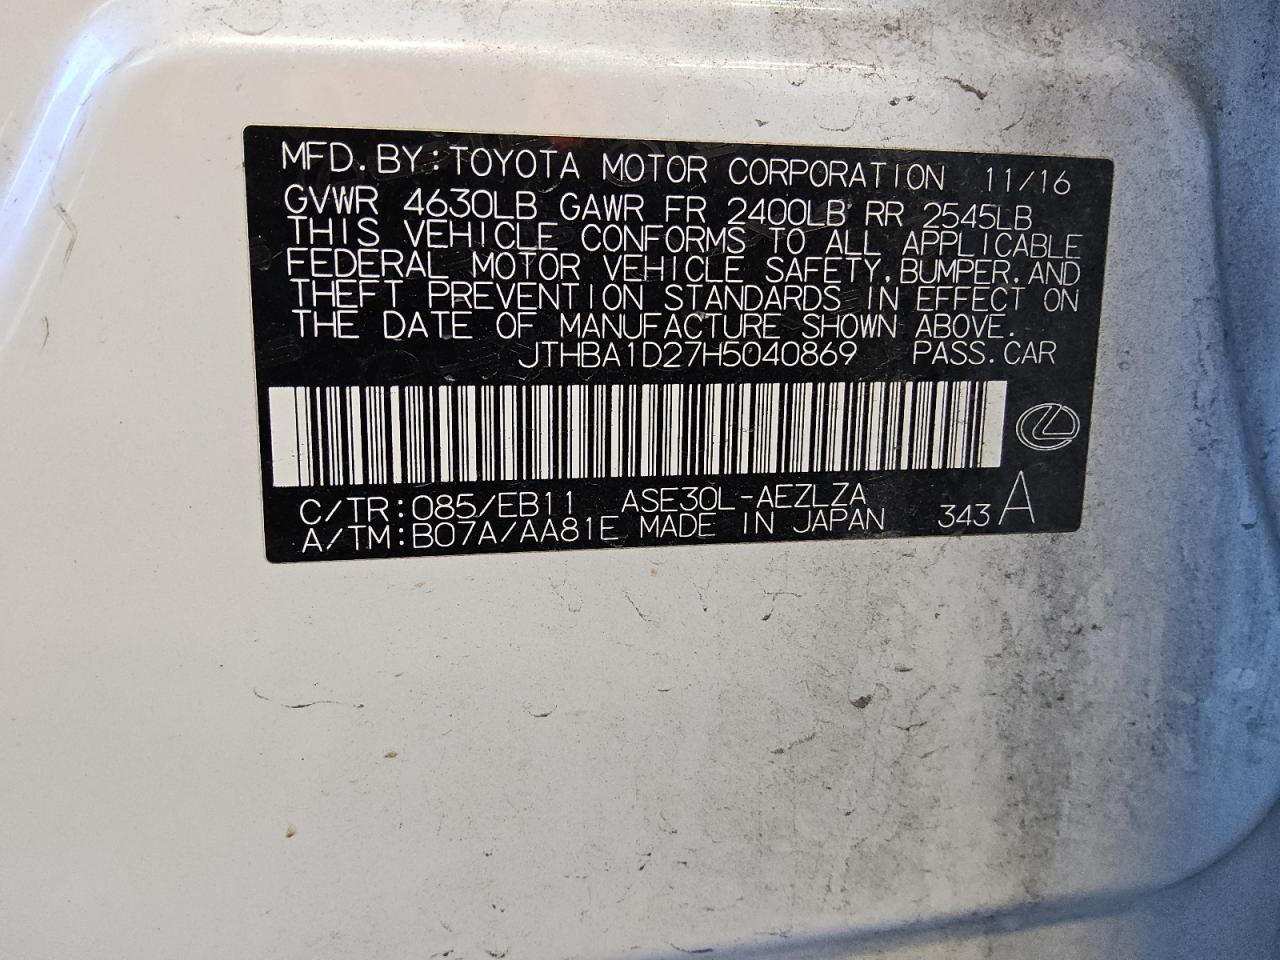 MFD. BY: TOYOTA MOTOR CORPORATION 11/16
GVWR 4630LB GAWR FR 2400LB RR 2545LB
THIS VEHICLE CONFORMS TO ALL APPLICABLE
FEDERAL MOTOR VEHICLE SAFETY, BUMPER, AND
THEFT PREVENTION STANDARDS IN EFFECT ON
THE DATE OF MANUFACTURE SHOWN ABOVE.
JTHBA1D27H5040869 PASS. CAR
C/TR: 085/EB11 ASE30L-AEZLZA
A/TM: B07A/AA81E MADE IN JAPAN 343 A